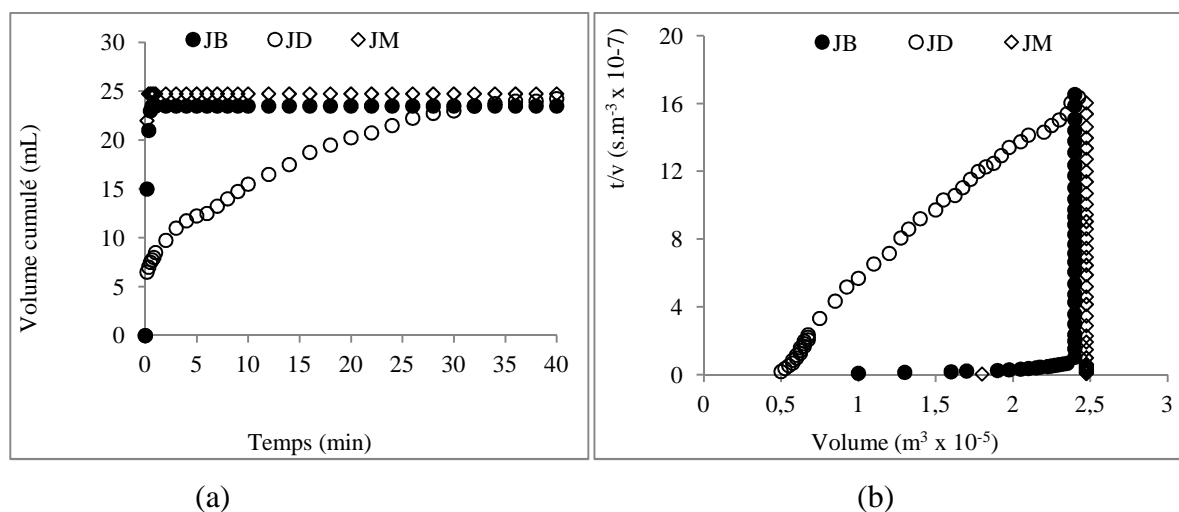 JB JD JM
30
25
20
15
10
5
0
Volume cumulé (mL)
0 5 10 15 20 25 30 35 40
Temps (min)
(a)
JB JD JM
20
16
12
8
4
0
t/v (s.m-3 x 10-7)
0 0,5 1 1,5 2 2,5 3
Volume (m3 x 10-5)
(b)